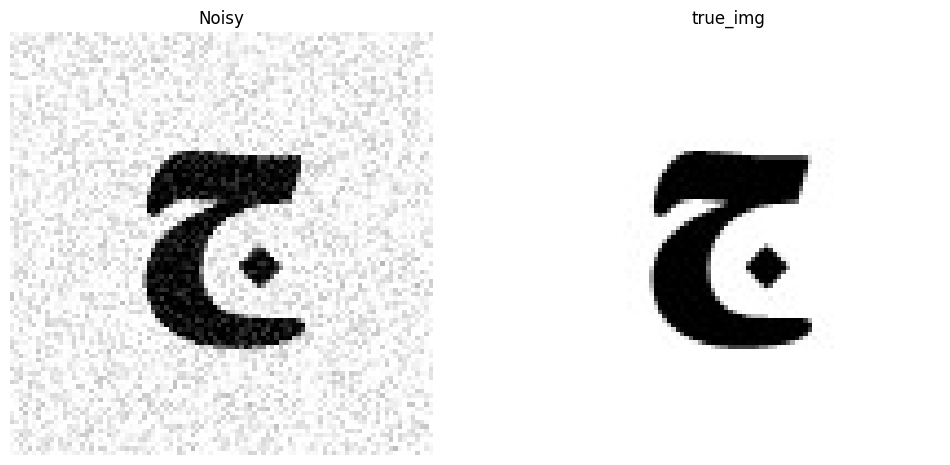 Noisy true_img
ج ج